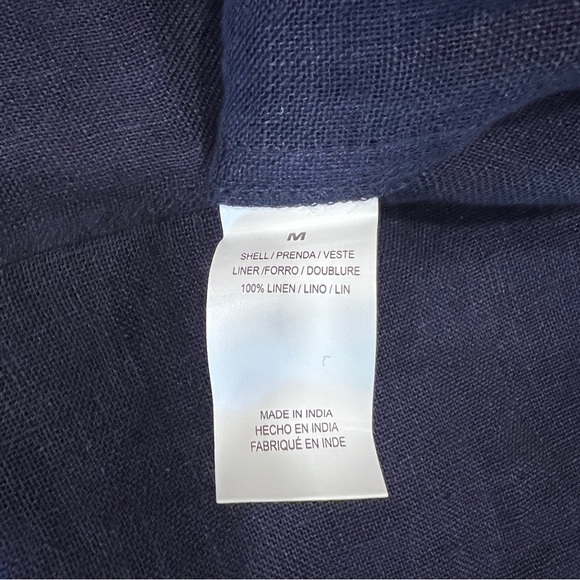 M
SHELL / PRENDA / VESTE
LINER /FORRO / DOUBLURE
100% LINEN / LINO / LIN
MADE IN INDIA
HECHO EN INDIA
FABRIQUÉ EN INDE